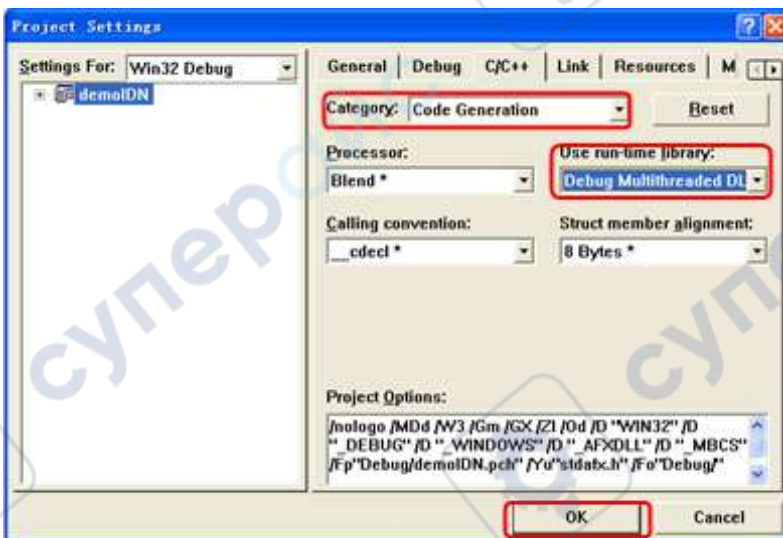 Project Settings
Settings For: Win32 Debug
demoIDN
General Debug C/C++ Link Resources M
Category: Code Generation Reset
Processor: Use run-time library:
Blend * Debug Multithreaded DL
Calling convention: Struct member alignment:
__cdecl * 8 Bytes *
Project Options:
/nologo /MDd /W3 /Gm /GX /ZI /Od /D "WIN32" /D
"_DEBUG" /D "_WINDOWS" /D "_AFXDLL" /D "_MBCS"
/Fp"Debug/demoIDN.pch" /Yu"stdafx.h" /Fo"Debug/"
OK Cancel